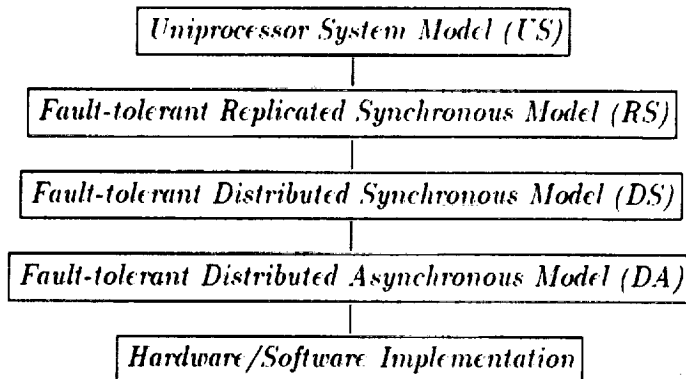 Uniprocessor System Model (US)
Fault-tolerant Replicated Synchronous Model (RS)
Fault-tolerant Distributed Synchronous Model (DS)
Fault-tolerant Distributed Asynchronous Model (DA)
Hardware/Software Implementation